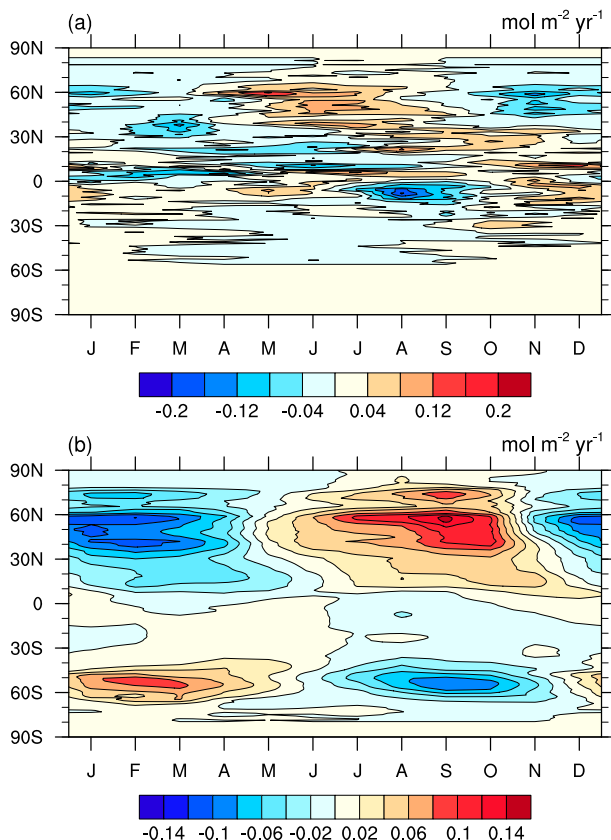 (a) mol m⁻² yr⁻¹
90N
60N
30N
0
30S
60S
90S
J F M A M J J A S O N D
-0.2 -0.12 -0.04 0.04 0.12 0.2
(b) mol m⁻² yr⁻¹
90N
60N
30N
0
30S
60S
90S
J F M A M J J A S O N D
-0.14 -0.1 -0.06 -0.02 0.02 0.06 0.1 0.14